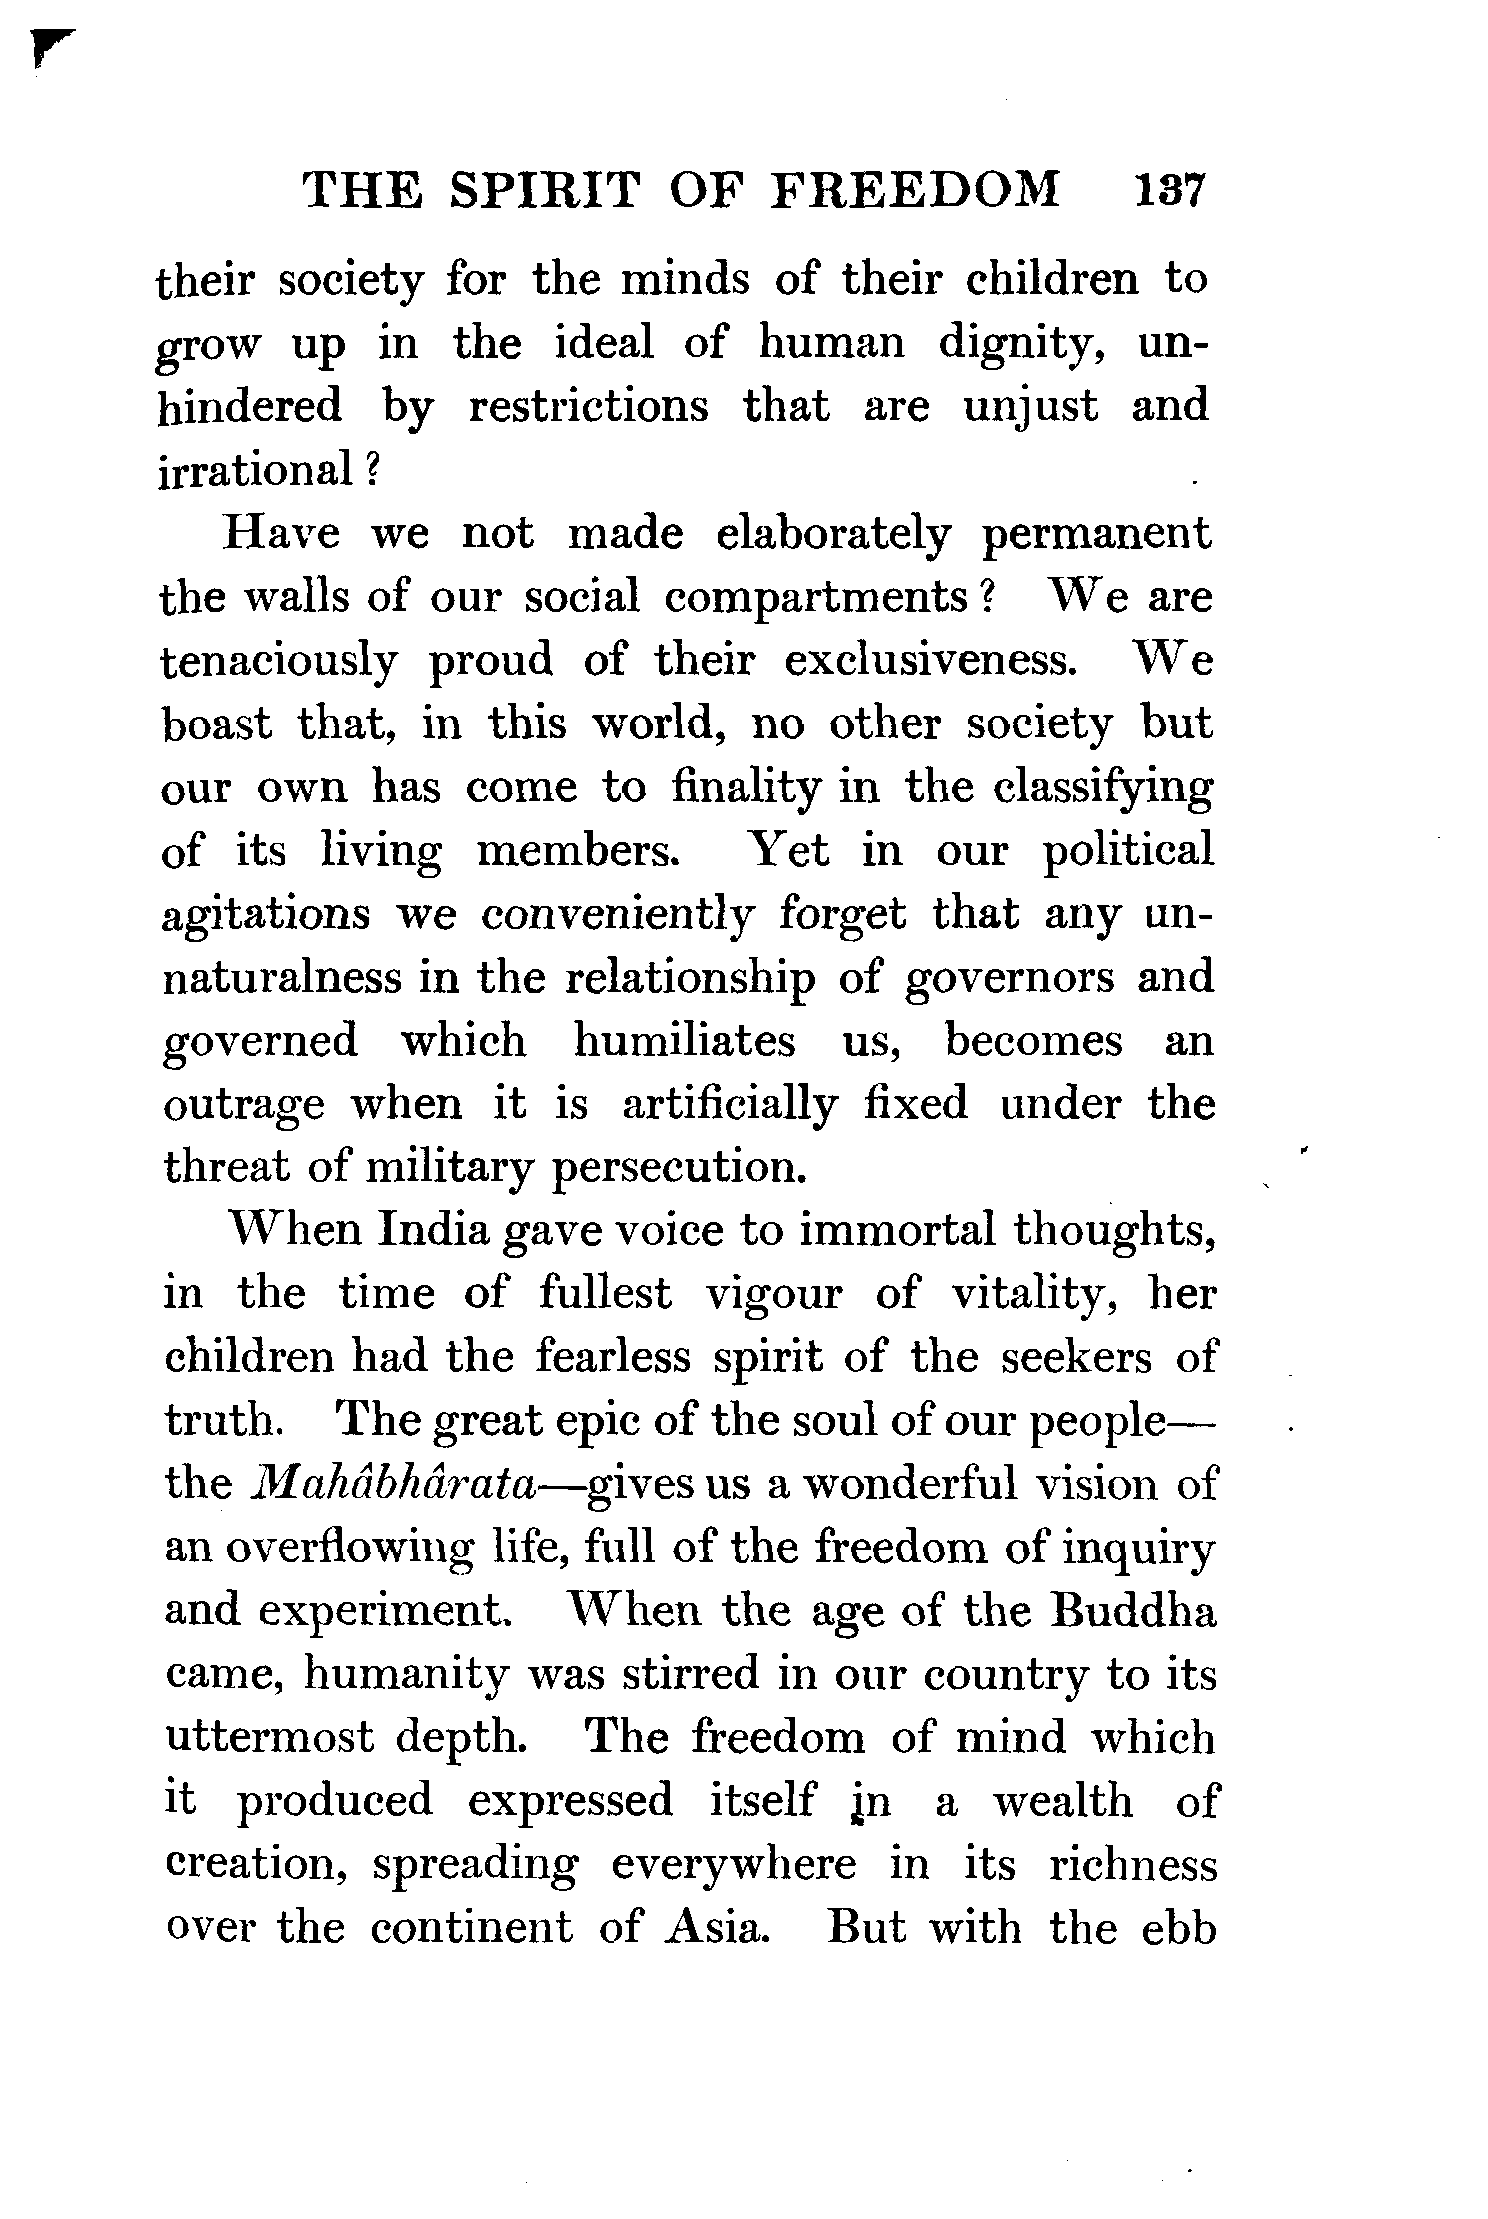 THE SPIRIT OF FREEDOM 137
their society for the minds of their children to
grow up in the ideal of human dignity, un-
hindered by restrictions that are unjust and
irrational ?
Have we not made elaborately permanent
the walls of our social compartments ? We are
tenaciously proud of their exclusiveness. We
boast that, in this world, no other society but
our own has come to finality in the classifying
of its living members. Yet in our political
agitations we conveniently forget that any un-
naturalness in the relationship of governors and
governed which humiliates us, becomes an
outrage when it is artificially fixed under the
threat of military persecution.
When India gave voice to immortal thoughts,
in the time of fullest vigour of vitality, her
children had the fearless spirit of the seekers of
truth. The great epic of the soul of our people—
the Mahâbhârata—gives us a wonderful vision of
an overflowing life, full of the freedom of inquiry
and experiment. When the age of the Buddha
came, humanity was stirred in our country to its
uttermost depth. The freedom of mind which
it produced expressed itself in a wealth of
creation, spreading everywhere in its richness
over the continent of Asia. But with the ebb